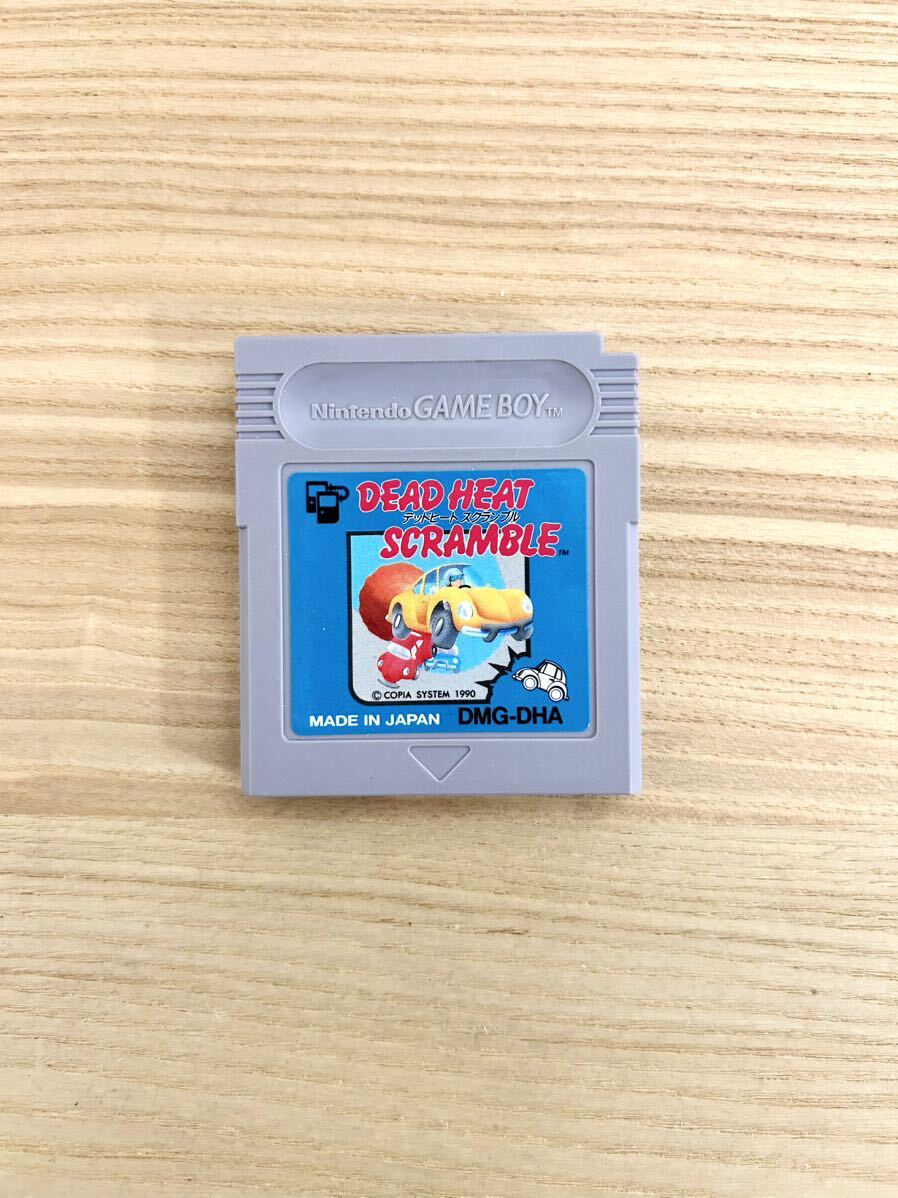 Nintendo GAME BOY TM
DEAD HEAT
デッドヒート スクランブル
SCRAMBLE TM
© COPIA SYSTEM 1990
MADE IN JAPAN DMG-DHA